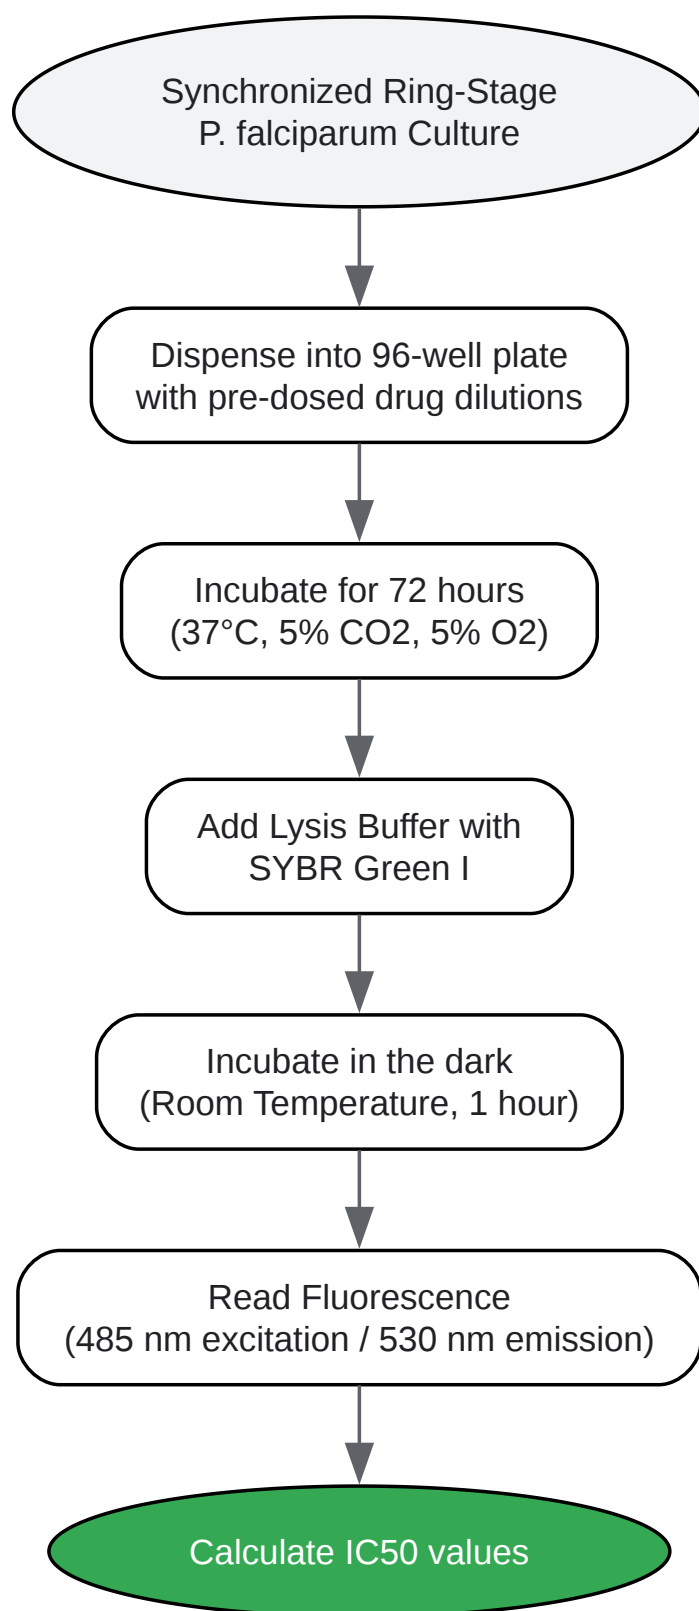 Synchronized Ring-Stage
P. falciparum Culture
Dispense into 96-well plate
with pre-dosed drug dilutions
Incubate for 72 hours
(37°C, 5% CO2, 5% O2)
Add Lysis Buffer with
SYBR Green I
Incubate in the dark
(Room Temperature, 1 hour)
Read Fluorescence
(485 nm excitation / 530 nm emission)
Calculate IC50 values